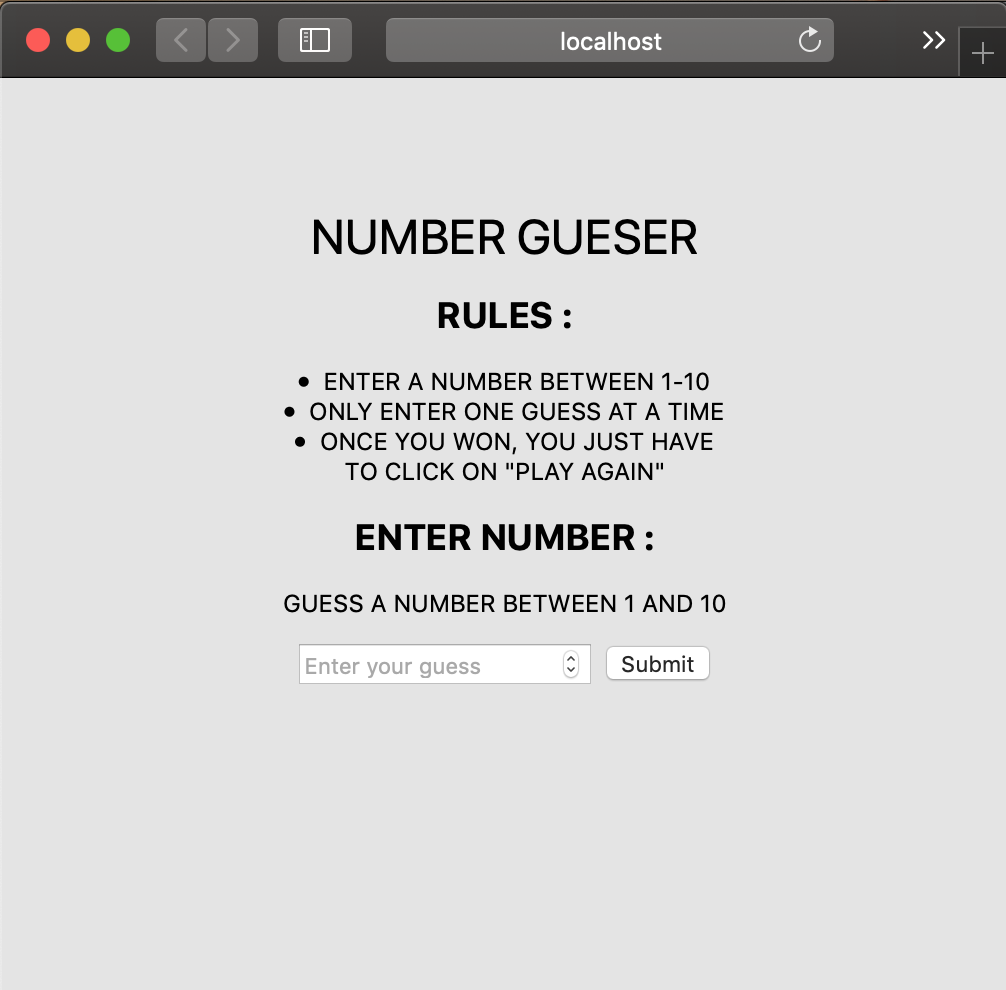 localhost
NUMBER GUESER
RULES :
• ENTER A NUMBER BETWEEN 1-10
• ONLY ENTER ONE GUESS AT A TIME
• ONCE YOU WON, YOU JUST HAVE
TO CLICK ON "PLAY AGAIN"
ENTER NUMBER :
GUESS A NUMBER BETWEEN 1 AND 10
Enter your guess Submit